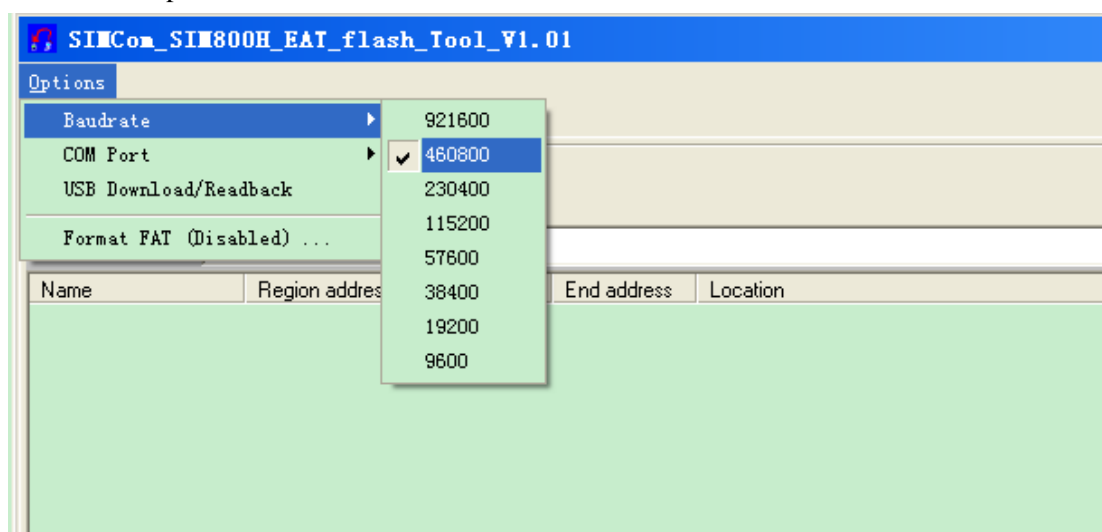 SIMCom_SIM800H_EAT_flash_Tool_V1.01
Options
Baudrate
COM Port
USB Download/Readback
Format FAT (Disabled) ...
921600
460800
230400
115200
57600
38400
19200
9600
Name Region End address Location